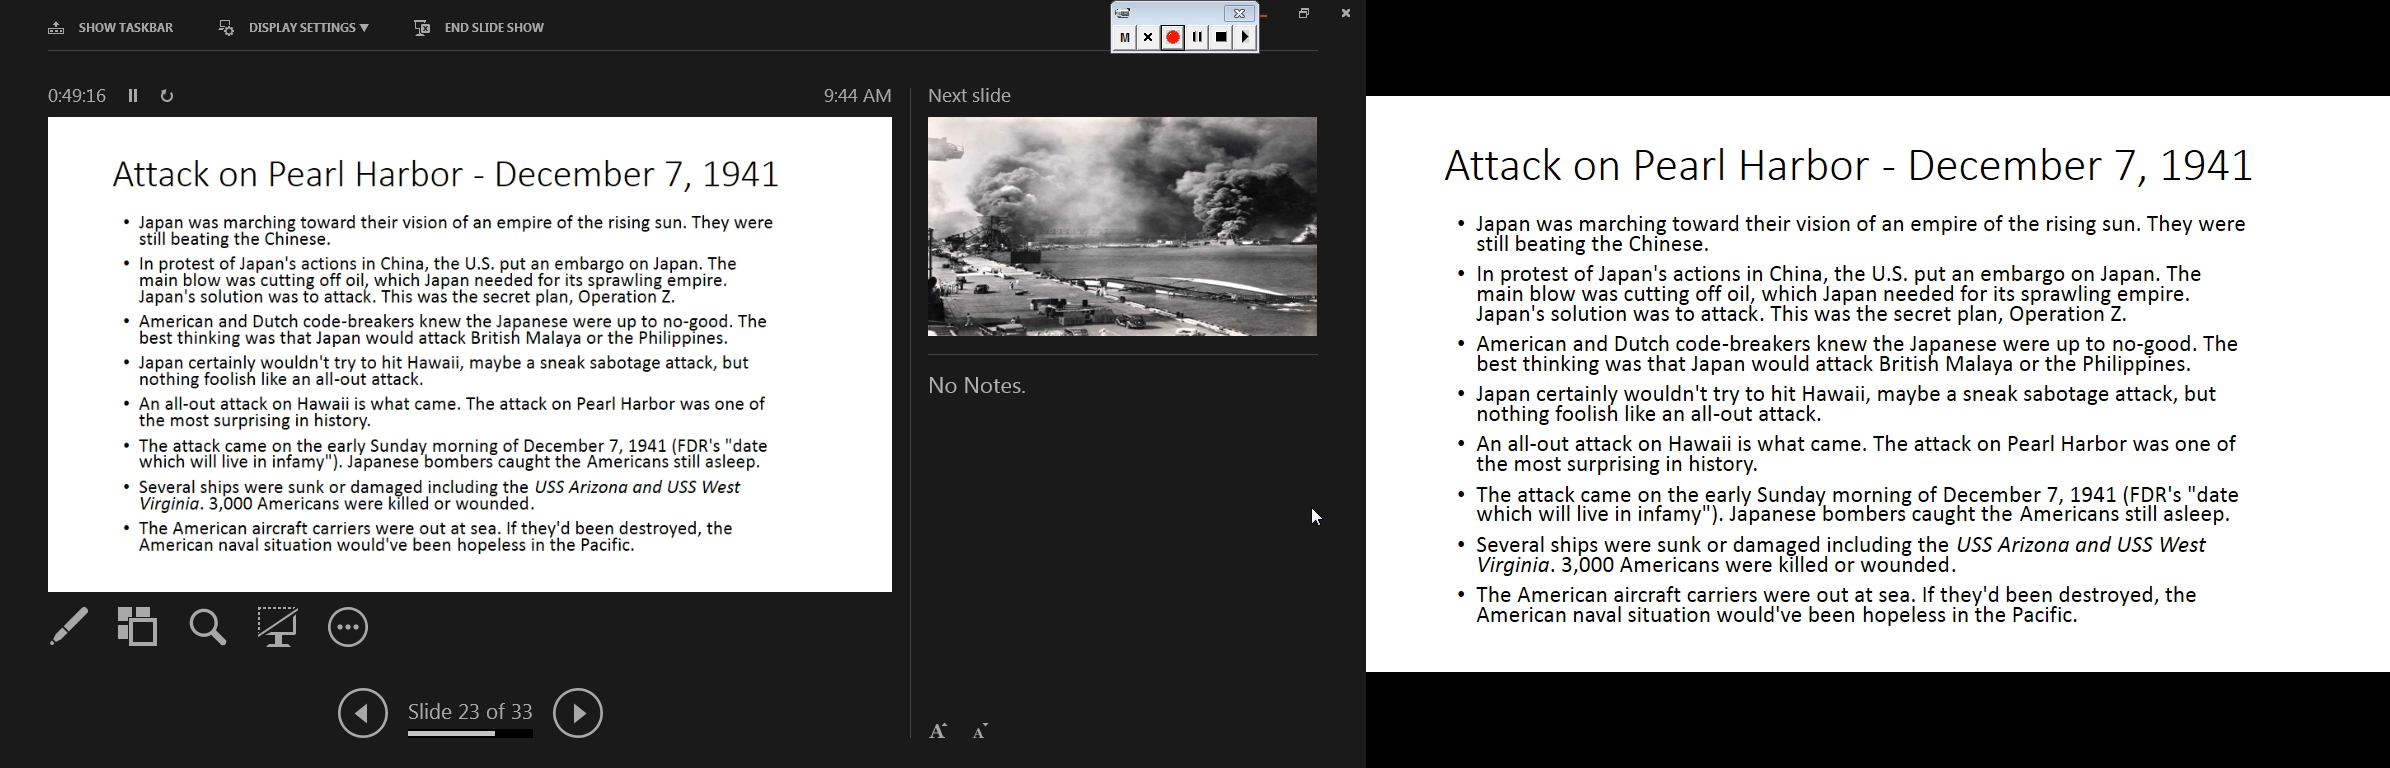 SHOW TASKBAR
DISPLAY SETTINGS ▼
END SLIDE SHOW
M
0:49:16
9:44 AM
Attack on Pearl Harbor - December 7, 1941
• Japan was marching toward their vision of an empire of the rising sun. They were
still beating the Chinese.
• In protest of Japan's actions in China, the U.S. put an embargo on Japan. The
main blow was cutting off oil, which Japan needed for its sprawling empire.
Japan's solution was to attack. This was the secret plan, Operation Z.
• American and Dutch code-breakers knew the Japanese were up to no-good. The
best thinking was that Japan would attack British Malaya or the Philippines.
• Japan certainly wouldn't try to hit Hawaii, maybe a sneak sabotage attack, but
nothing foolish like an all-out attack.
• An all-out attack on Hawaii is what came. The attack on Pearl Harbor was one of
the most surprising in history.
• The attack came on the early Sunday morning of December 7, 1941 (FDR's "date
which will live in infamy"). Japanese bombers caught the Americans still asleep.
• Several ships were sunk or damaged including the USS Arizona and USS West
Virginia. 3,000 Americans were killed or wounded.
• The American aircraft carriers were out at sea. If they'd been destroyed, the
American naval situation would've been hopeless in the Pacific.
Slide 23 of 33
Next slide
No Notes.
A
A
Attack on Pearl Harbor - December 7, 1941
• Japan was marching toward their vision of an empire of the rising sun. They were
still beating the Chinese.
• In protest of Japan's actions in China, the U.S. put an embargo on Japan. The
main blow was cutting off oil, which Japan needed for its sprawling empire.
Japan's solution was to attack. This was the secret plan, Operation Z.
• American and Dutch code-breakers knew the Japanese were up to no-good. The
best thinking was that Japan would attack British Malaya or the Philippines.
• Japan certainly wouldn't try to hit Hawaii, maybe a sneak sabotage attack, but
nothing foolish like an all-out attack.
• An all-out attack on Hawaii is what came. The attack on Pearl Harbor was one of
the most surprising in history.
• The attack came on the early Sunday morning of December 7, 1941 (FDR's "date
which will live in infamy"). Japanese bombers caught the Americans still asleep.
• Several ships were sunk or damaged including the USS Arizona and USS West
Virginia. 3,000 Americans were killed or wounded.
• The American aircraft carriers were out at sea. If they'd been destroyed, the
American naval situation would've been hopeless in the Pacific.